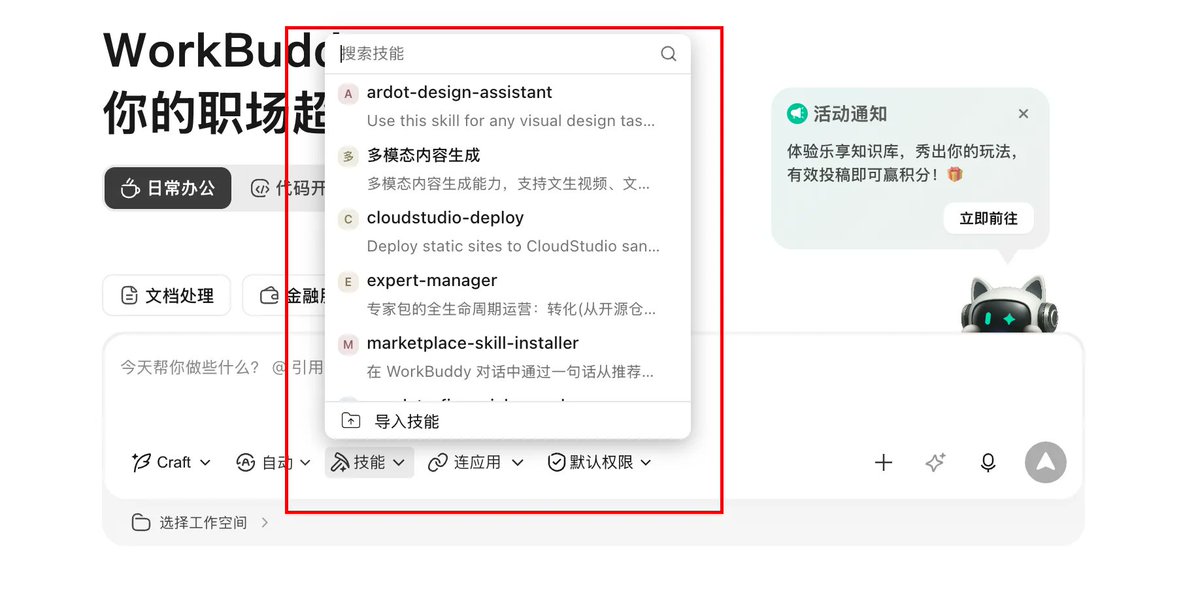 WorkBudd
你的职场超
日常办公
代码开
文档处理
金融服
搜索技能
A ardot-design-assistant
Use this skill for any visual design tas...
多 多模态内容生成
多模态内容生成能力，支持文生视频、文...
C cloudstudio-deploy
Deploy static sites to CloudStudio san...
E expert-manager
专家包的全生命周期运营：转化(从开源仓...
M marketplace-skill-installer
在 WorkBuddy 对话中通过一句话从推荐...
导入技能
活动通知
体验乐享知识库，秀出你的玩法，
有效投稿即可赢积分！
立即前往
今天帮你做些什么？ @ 引用
Craft 自动 技能 连应用 默认权限
选择工作空间